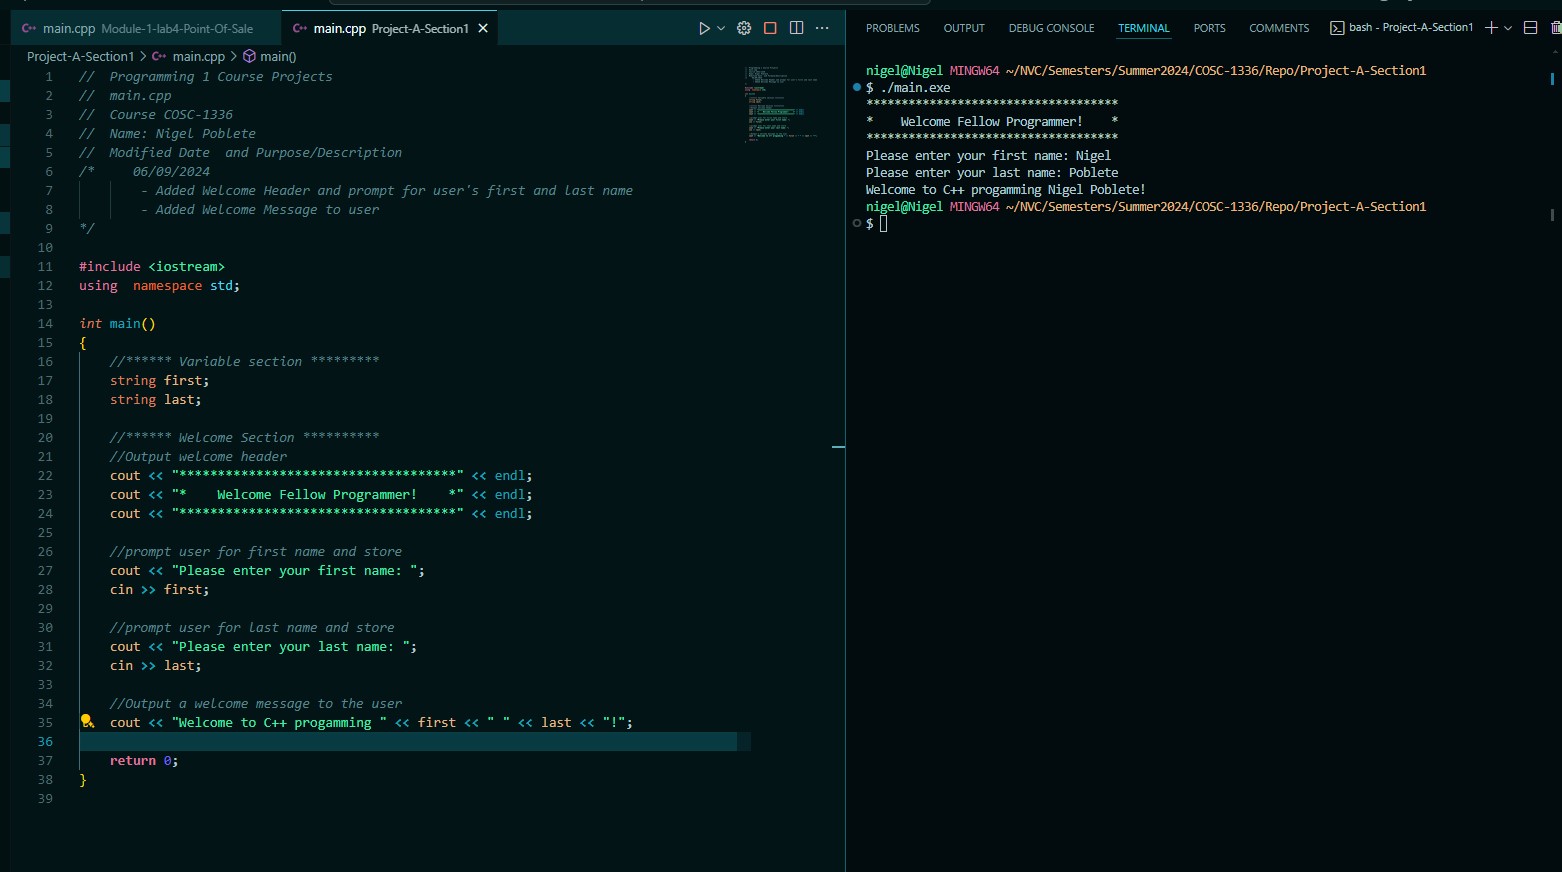 main.cpp Module-1-lab4-Point-Of-Sale main.cpp Project-A-Section1
Project-A-Section1 > main.cpp > main()
1 // Programming 1 Course Projects
2 // main.cpp
3 // Course COSC-1336
4 // Name: Nigel Poblete
5 // Modified Date  and Purpose/Description
6 /*     06/09/2024
7         - Added Welcome Header and prompt for user's first and last name
8         - Added Welcome Message to user
9 */
10
11 #include <iostream>
12 using  namespace std;
13
14 int main()
15 {
16     //****** Variable section *********
17     string first;
18     string last;
19
20     //****** Welcome Section **********
21     //Output welcome header
22     cout << "************************************" << endl;
23     cout << "*    Welcome Fellow Programmer!    *" << endl;
24     cout << "************************************" << endl;
25
26     //prompt user for first name and store
27     cout << "Please enter your first name: ";
28     cin >> first;
29
30     //prompt user for last name and store
31     cout << "Please enter your last name: ";
32     cin >> last;
33
34     //Output a welcome message to the user
35     cout << "Welcome to C++ progamming " << first << " " << last << "!";
36
37     return 0;
38 }
39
PROBLEMS OUTPUT DEBUG CONSOLE TERMINAL PORTS COMMENTS bash - Project-A-Section1
nigel@Nigel MINGW64 ~/NVC/Semesters/Summer2024/COSC-1336/Repo/Project-A-Section1
$ ./main.exe
************************************
*    Welcome Fellow Programmer!    *
************************************
Please enter your first name: Nigel
Please enter your last name: Poblete
Welcome to C++ progamming Nigel Poblete!
nigel@Nigel MINGW64 ~/NVC/Semesters/Summer2024/COSC-1336/Repo/Project-A-Section1
$